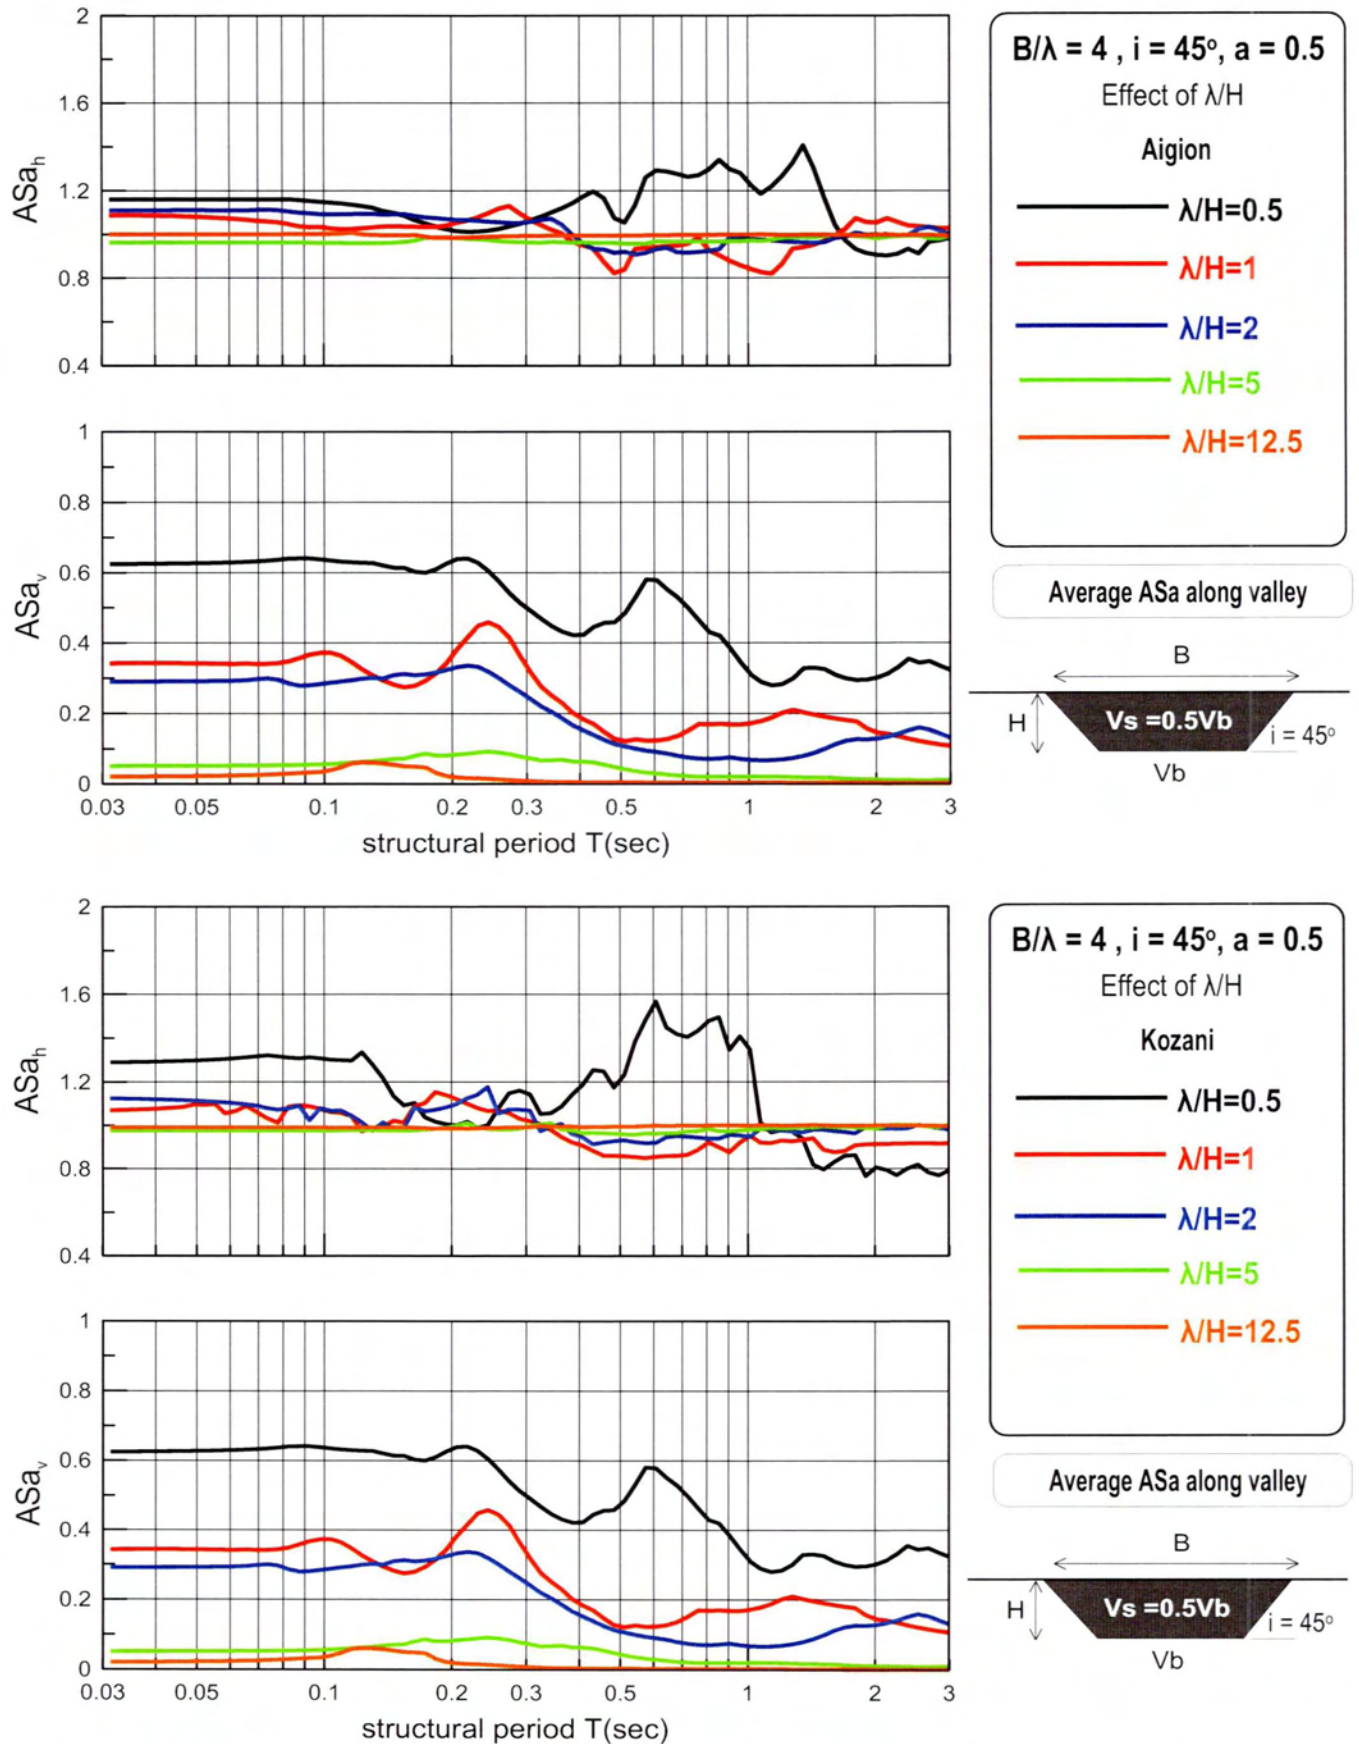 2
1.6
1.2
0.8
0.4
ASa_h
B/λ = 4 , i = 45°, a = 0.5
Effect of λ/H
Aigion
λ/H=0.5
λ/H=1
λ/H=2
λ/H=5
λ/H=12.5
1
0.8
0.6
0.4
0.2
0
ASa_v
0.03 0.05 0.1 0.2 0.3 0.5 1 2 3
structural period T(sec)
Average ASa along valley
B
H
Vs =0.5Vb
i = 45°
Vb
2
1.6
1.2
0.8
0.4
ASa_h
B/λ = 4 , i = 45°, a = 0.5
Effect of λ/H
Kozani
λ/H=0.5
λ/H=1
λ/H=2
λ/H=5
λ/H=12.5
1
0.8
0.6
0.4
0.2
0
ASa_v
0.03 0.05 0.1 0.2 0.3 0.5 1 2 3
structural period T(sec)
Average ASa along valley
B
H
Vs =0.5Vb
i = 45°
Vb